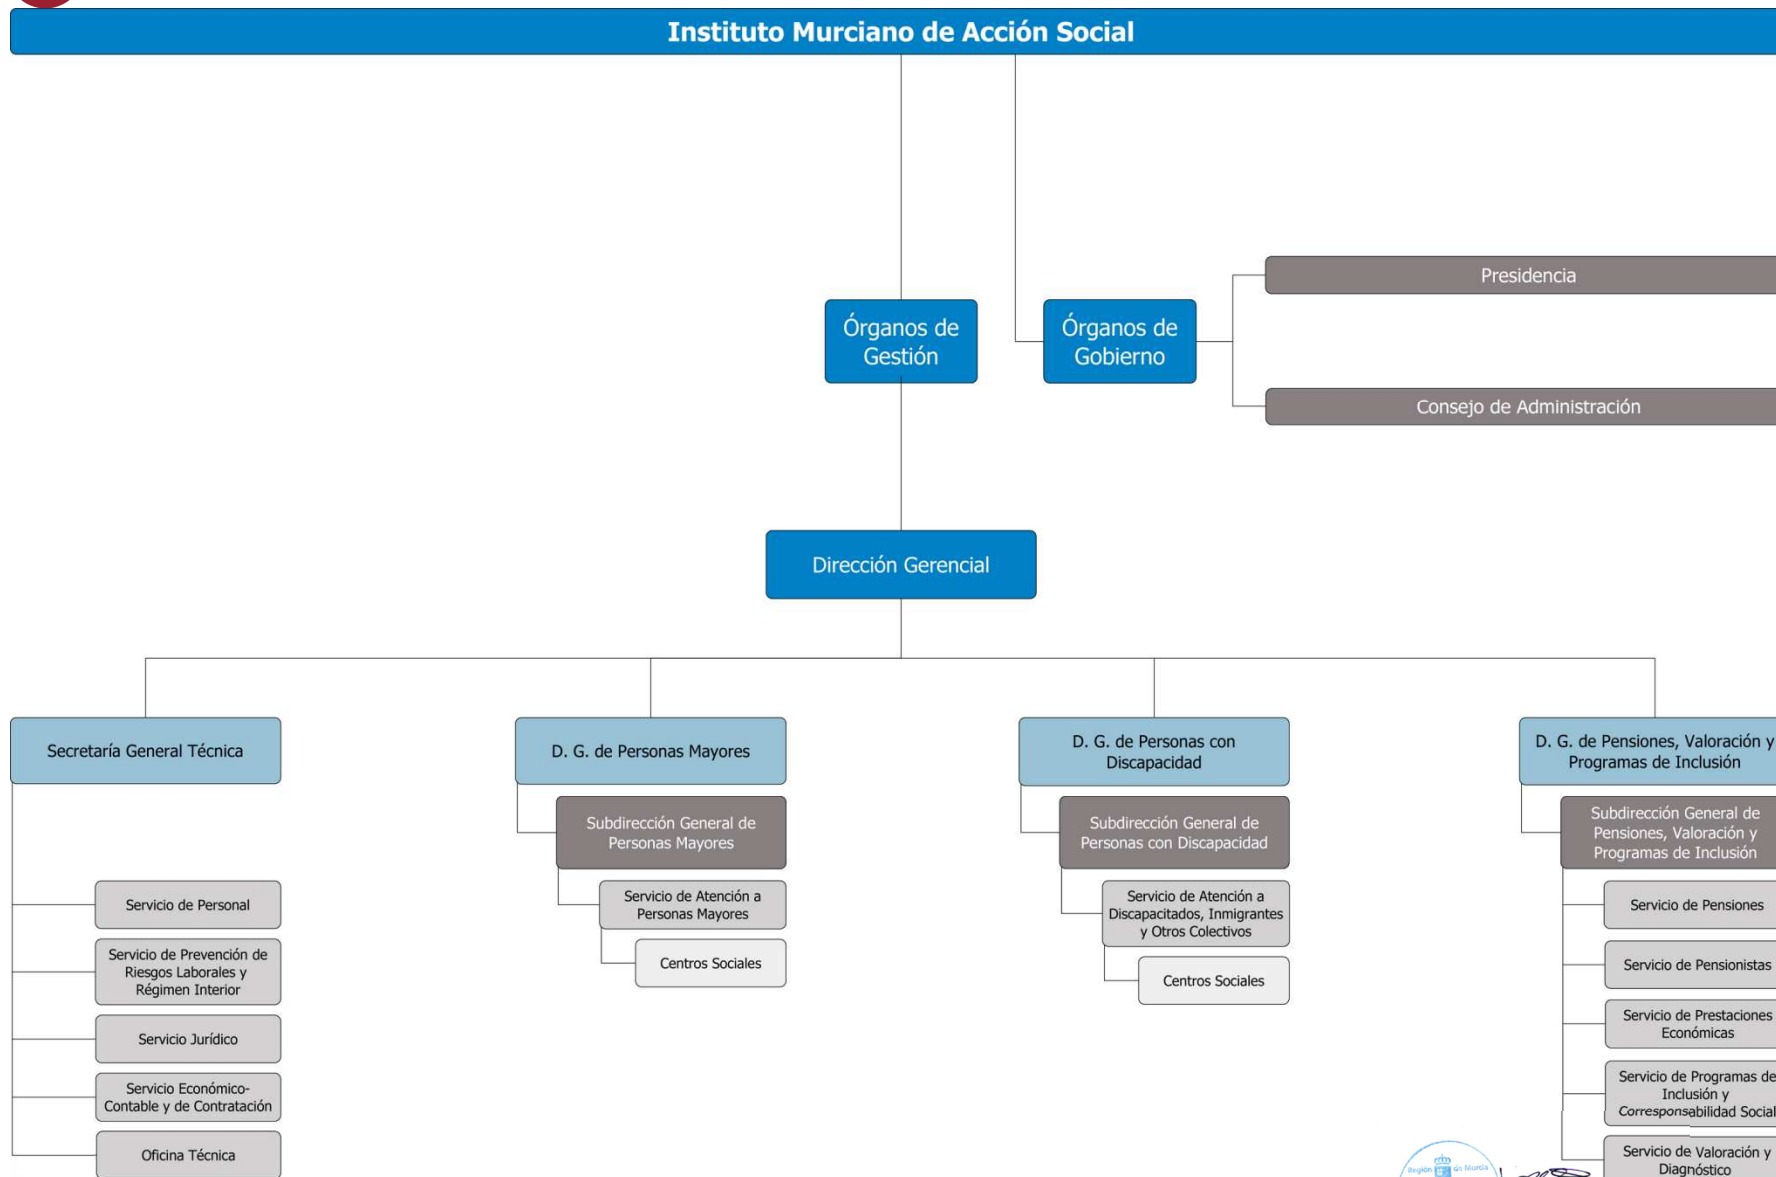 Instituto Murciano de Acción Social
Presidencia
Órganos de
Gestión
Órganos de
Gobierno
Consejo de Administración
Dirección Gerencial
Secretaría General Técnica
D. G. de Personas Mayores
D. G. de Personas con
Discapacidad
D. G. de Pensiones, Valoración y
Programas de Inclusión
Subdirección General de
Personas Mayores
Subdirección General de
Personas con Discapacidad
Subdirección General de
Pensiones, Valoración y
Programas de Inclusión
Servicio de Personal
Servicio de Prevención de
Riesgos Laborales y
Régimen Interior
Servicio Jurídico
Servicio Económico-
Contable y de Contratación
Oficina Técnica
Servicio de Atención a
Personas Mayores
Centros Sociales
Servicio de Atención a
Discapacitados, Inmigrantes
y Otros Colectivos
Centros Sociales
Servicio de Pensiones
Servicio de Pensionistas
Servicio de Prestaciones
Económicas
Servicio de Programas de
Inclusión y
Corresponsabilidad Social
Servicio de Valoración y
Diagnóstico
Región de Murcia